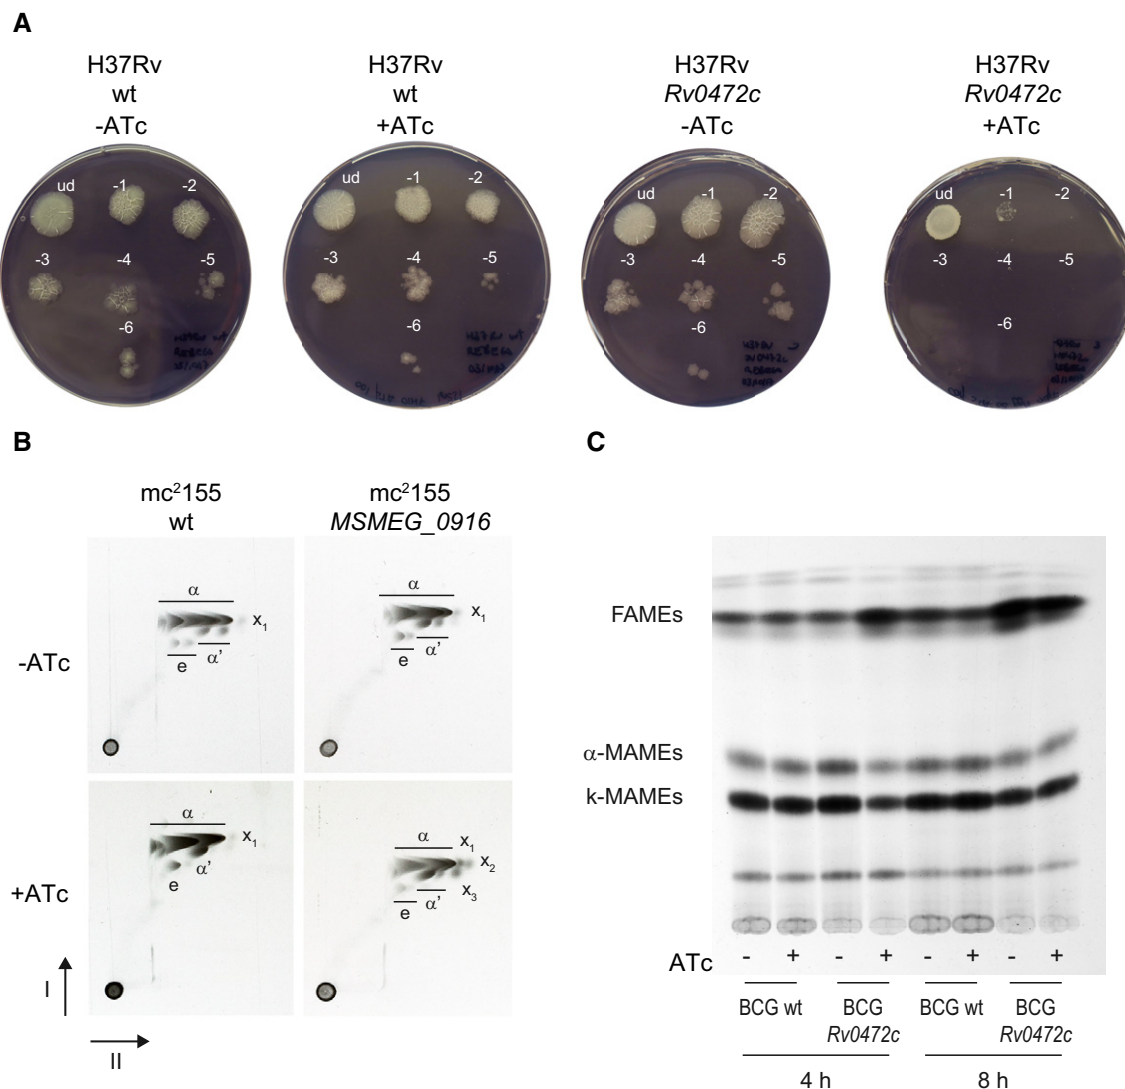 A
H37Rv
wt
-ATc
H37Rv
wt
+ATc
H37Rv
Rv0472c
-ATc
H37Rv
Rv0472c
+ATc
ud -1 -2
-3 -4 -5
-6
ud -1 -2
-3 -4 -5
-6
ud -1 -2
-3 -4 -5
-6
ud -1 -2
-3 -4 -5
-6
B
mc²155
wt
mc²155
MSMEG_0916
-ATc
α
x₁
e α’
α
x₁
e α’
+ATc
α
x₁
α’
e
α
x₁
x₂
x₃
e α’
I
II
C
FAMEs
α-MAMEs
k-MAMEs
ATc - + - + - + - +
BCG wt BCG Rv0472c BCG wt BCG Rv0472c
4 h 8 h